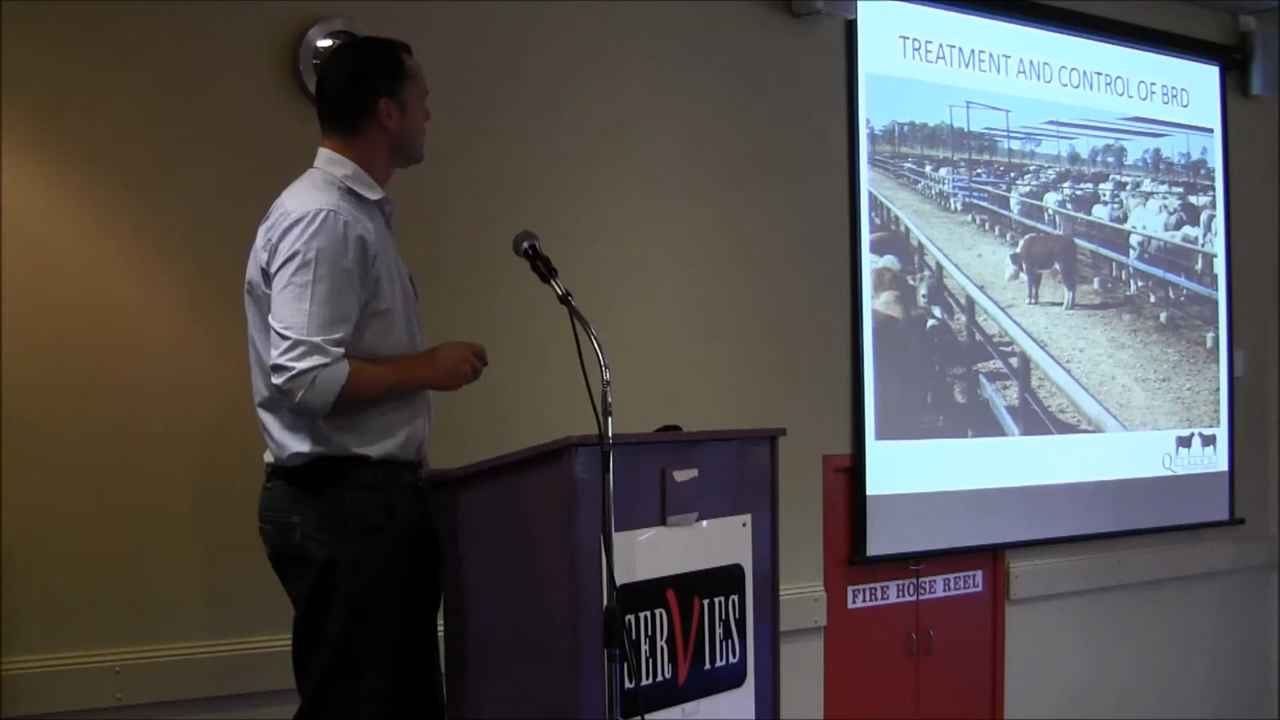 TREATMENT AND CONTROL OF BRD
FIRE HOSE REEL
SERVIES